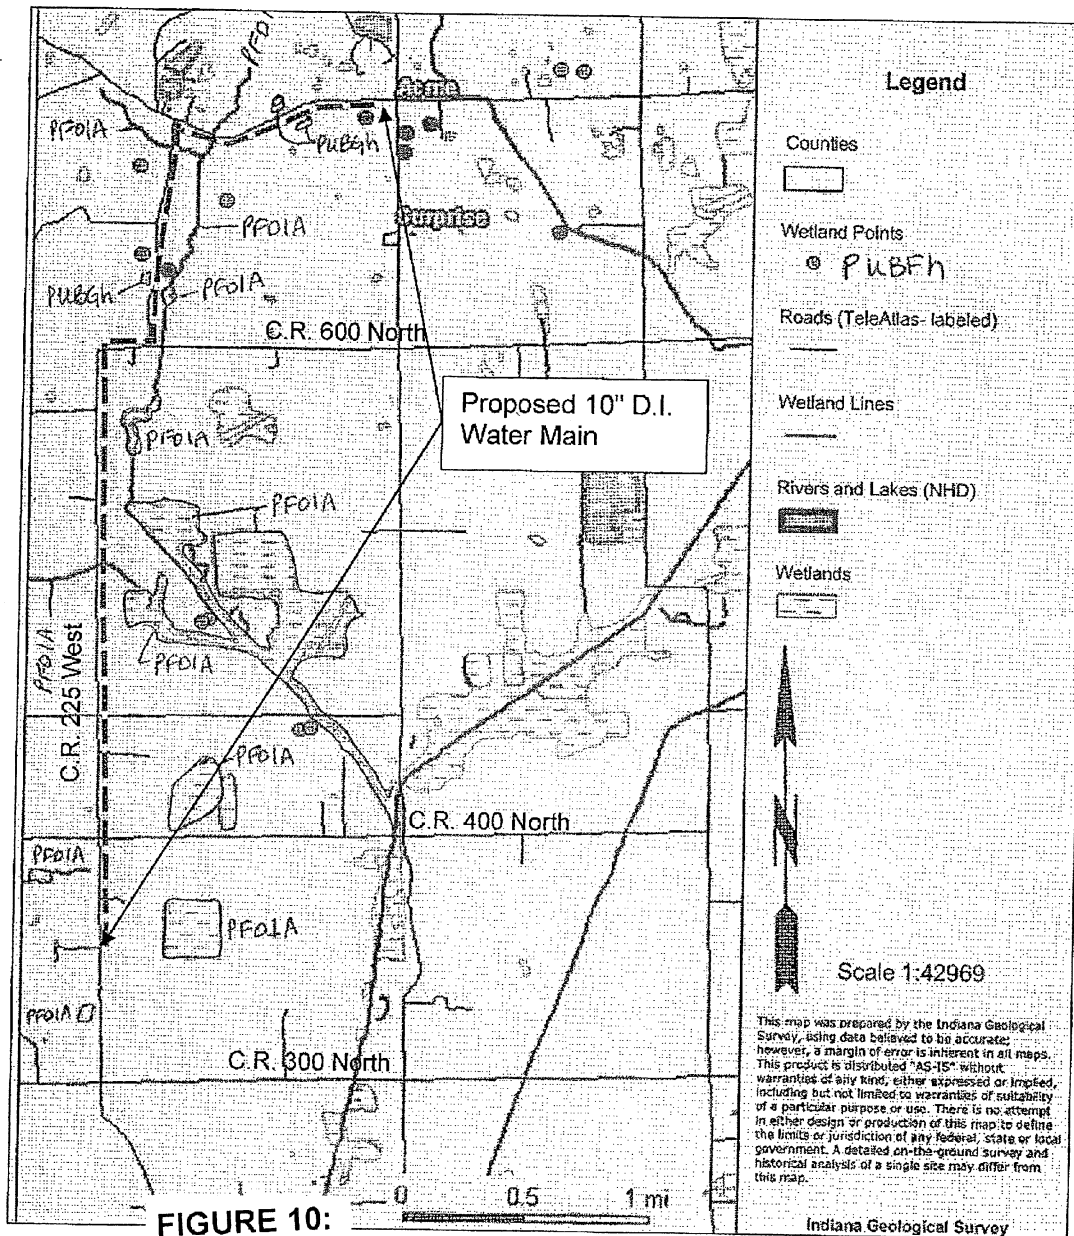 PFO1
PFO1A
Acme
PUBGh
Surprise
PFO1A
PUBGh
PFO1A
C.R. 600 North
Proposed 10" D.I.
Water Main
PFO1A
PFO1A
PFO1A
C.R. 225 West
PFO1A
PFO1A
C.R. 400 North
PFO1A
PFO1A
PFO1A
C.R. 300 North
0 0.5 1 mi
FIGURE 10:
Legend
Counties
Wetland Points
PUBFh
Roads (TeleAtlas- labeled)
Wetland Lines
Rivers and Lakes (NHD)
Wetlands
N
Scale 1:42969
This map was prepared by the Indiana Geological
Survey, using data believed to be accurate;
however, a margin of error is inherent in all maps.
This product is distributed "AS-IS" without
warranties of any kind, either expressed or implied,
including but not limited to warranties of suitability
of a particular purpose or use. There is no attempt
in either design or production of this map to define
the limits or jurisdiction of any federal, state or local
government. A detailed on-the-ground survey and
historical analysis of a single site may differ from
this map.
Indiana Geological Survey